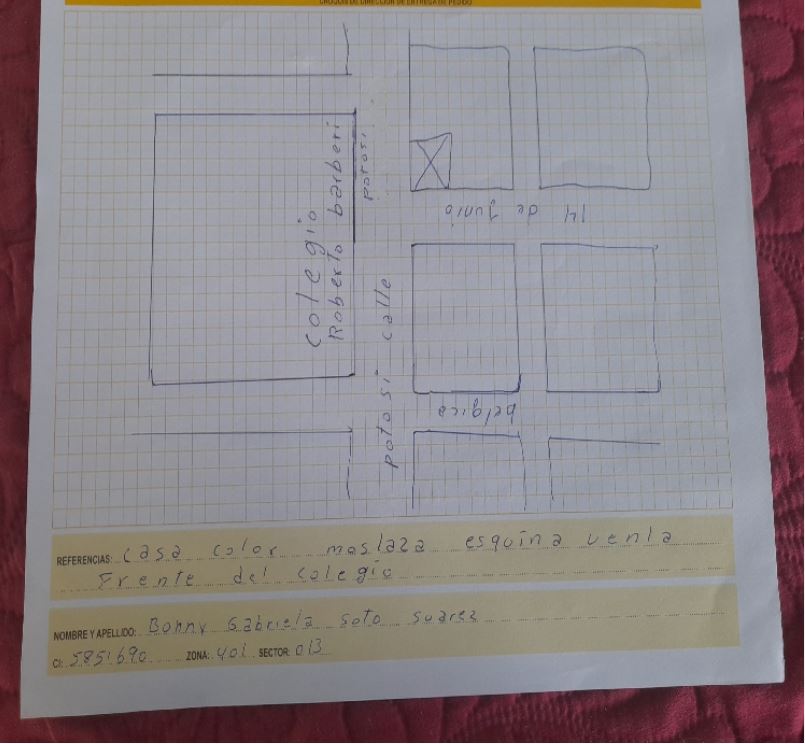 CROQUIS DE DIRECCIÓN DE ENTREGA DE PEDIDO
colegio
Roberto barberi
potosi
14 de Junio
potosi calle
belgica
REFERENCIAS: casa color mostaza esquina venta
Frente del colegio
NOMBRE Y APELLIDO: Bonny Gabriela Soto Suarez
CI: 5851690 ZONA: 401 SECTOR: 013